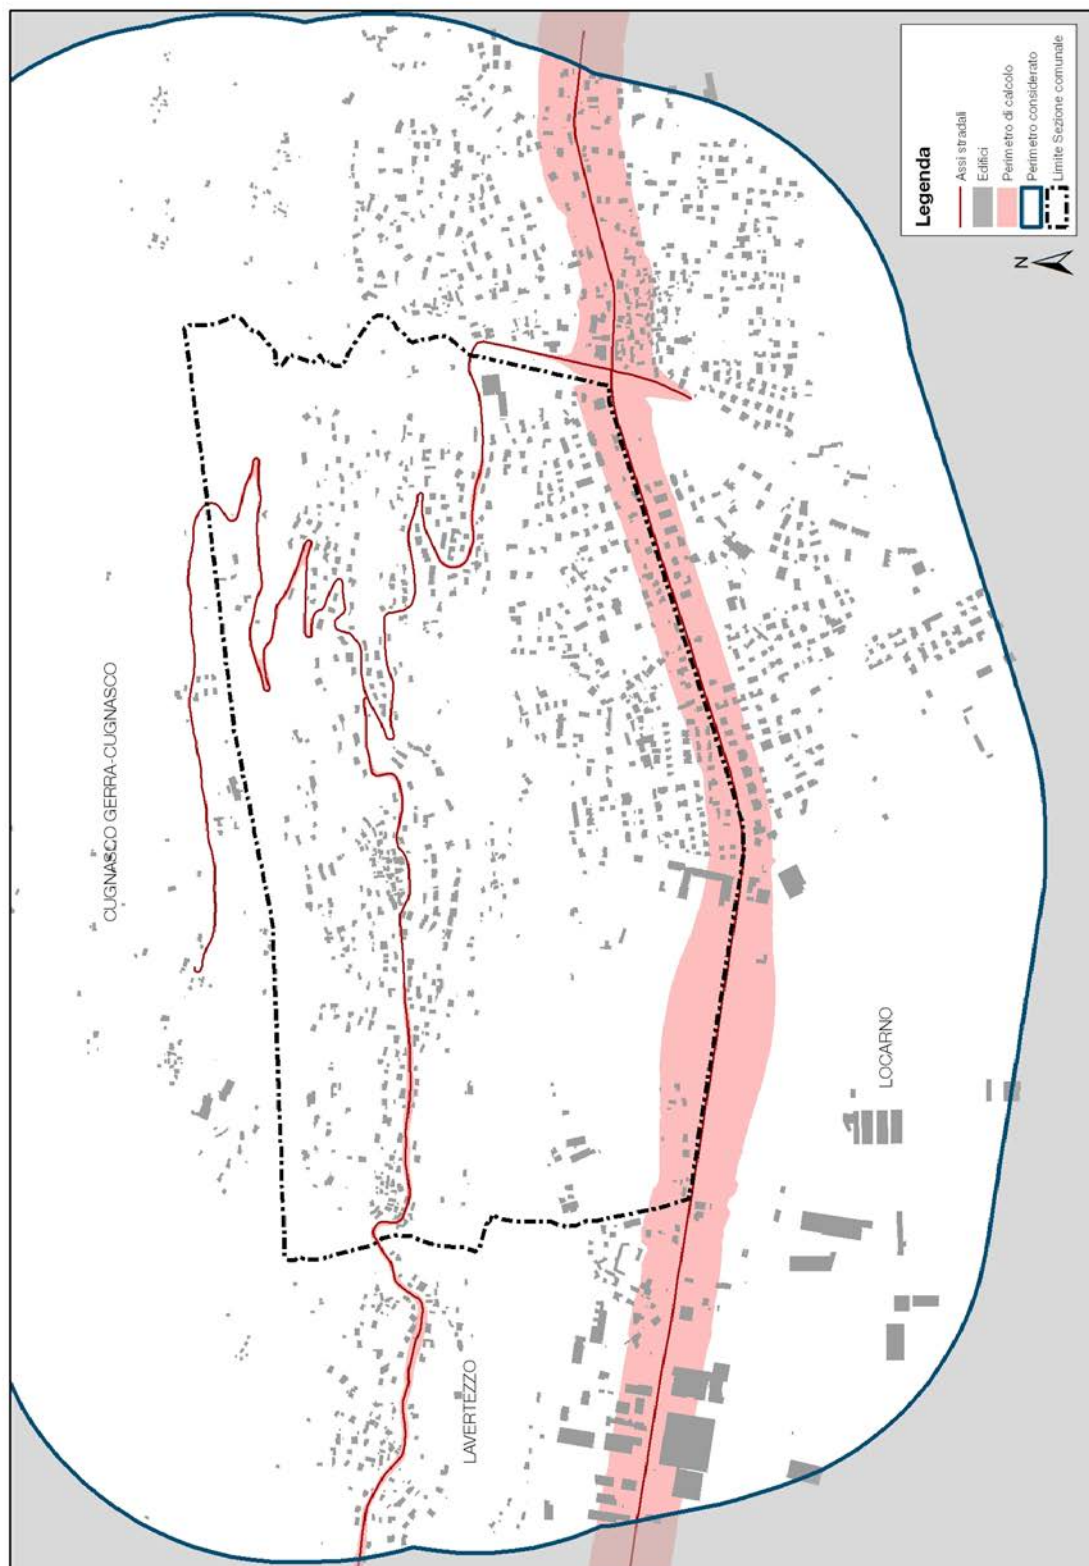 CUGNASCO GERRA-CUGNASCO
LAVERTEZZO
LOCARNO
N
Legenda
Assi stradali
Edifici
Perimetro di calcolo
Perimetro considerato
Limite Sezione comunale